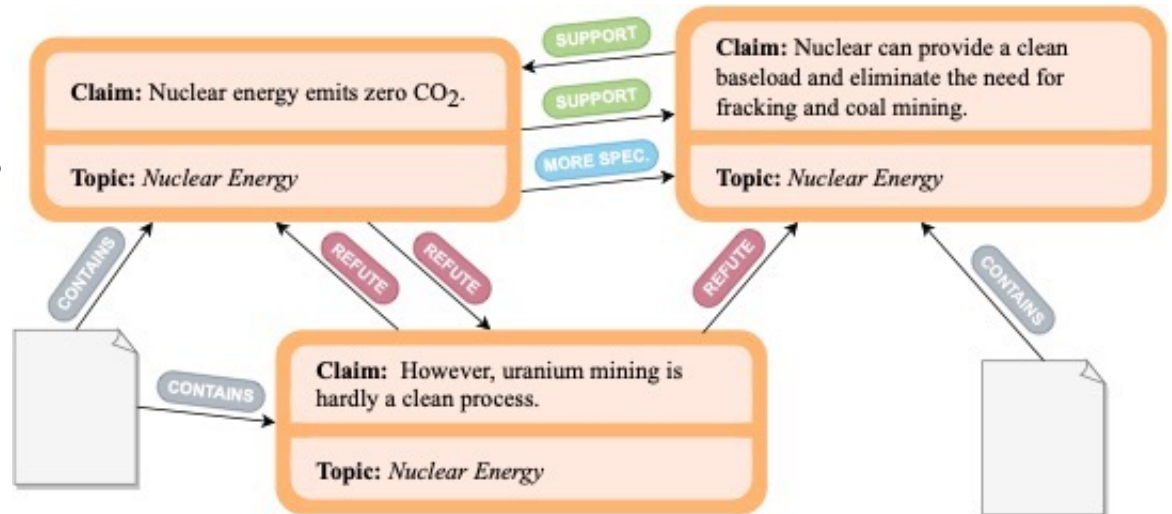 SUPPORT
Claim: Nuclear energy emits zero CO₂.
Topic: Nuclear Energy
SUPPORT
MORE SPEC.
Claim: Nuclear can provide a clean
baseload and eliminate the need for
fracking and coal mining.
Topic: Nuclear Energy
CONTAINS
REFUTE
REFUTE
REFUTE
CONTAINS
CONTAINS
Claim: However, uranium mining is
hardly a clean process.
Topic: Nuclear Energy